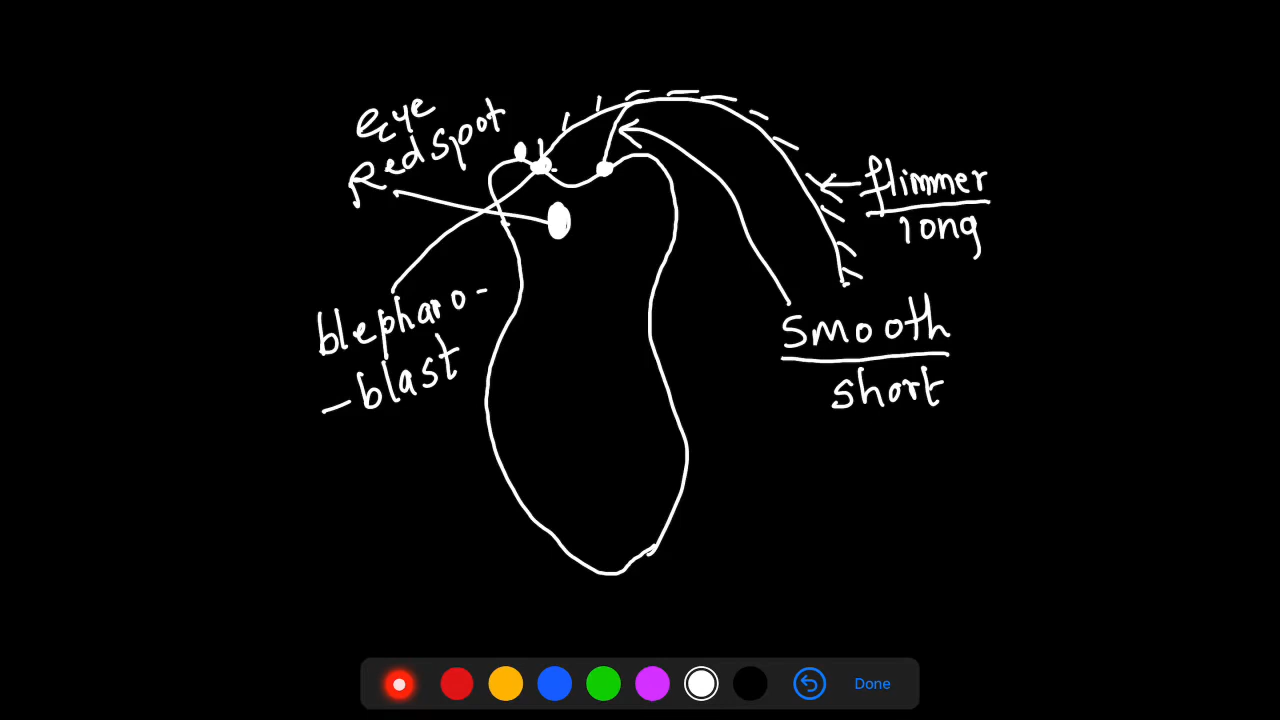 eye
Red spot
flimmer
long
blepharo-
-blast
smooth
short
Done